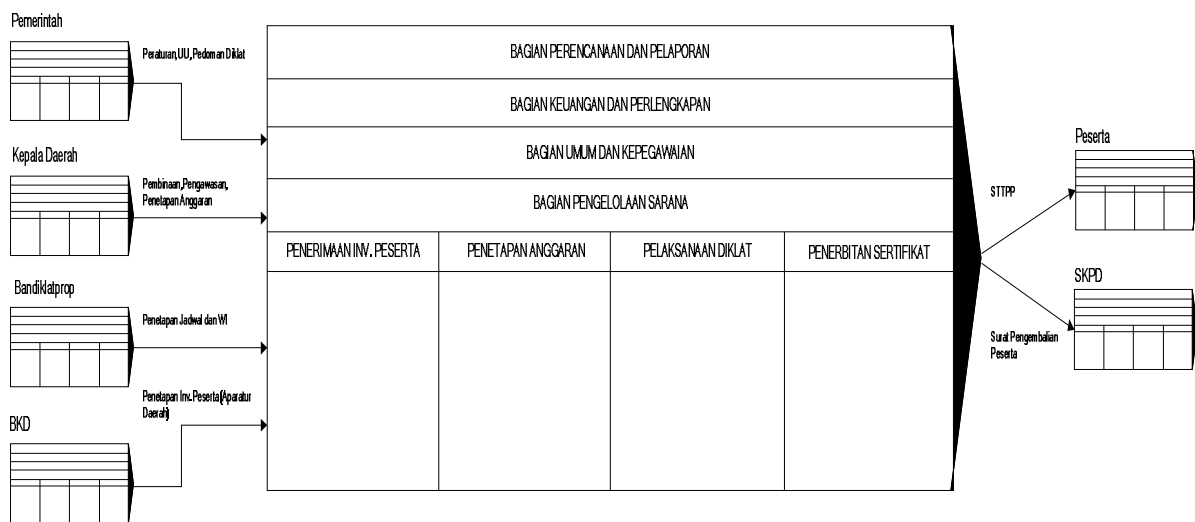 Pemerintah
Peraturan, UU, Pedoman Diklat
Kepala Daerah
Pembinaan, Pengawasan,
Penetapan Anggaran
Bandiklatprop
Penetapan Jadwal dan WI
BKD
Penetapan Inv. Peserta (Aparatur
Daerah)
BAGIAN PERENCANAAN DAN PELAPORAN
BAGIAN KEUANGAN DAN PERLENGKAPAN
BAGIAN UMUM DAN KEPEGAWAIAN
BAGIAN PENGELOLAAN SARANA
PENERIMAAN INV. PESERTA
PENETAPAN ANGGARAN
PELAKSANAAN DIKLAT
PENERBITAN SERTIFIKAT
STTPP
Peserta
SKPD
Surat Pengembalian
Peserta